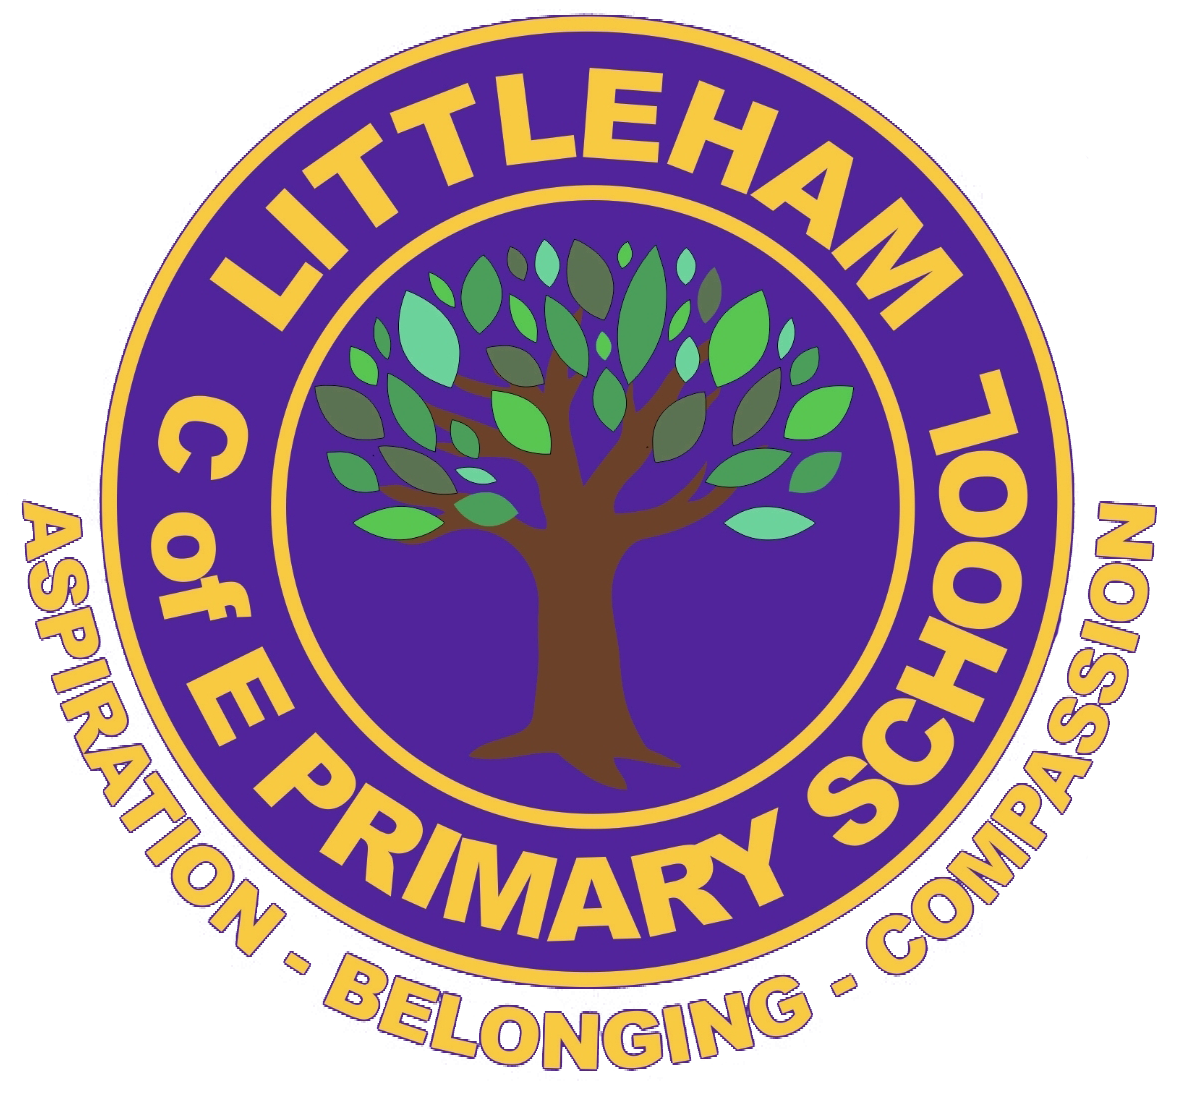 LITTLEHAM
C of E PRIMARY SCHOOL
ASPIRATION - BELONGING - COMPASSION